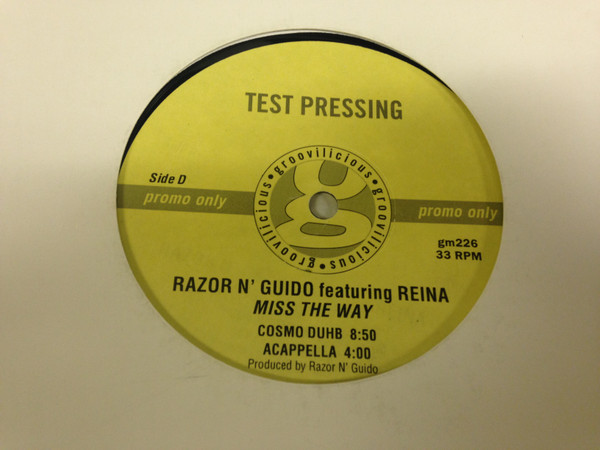 TEST PRESSING
Side D
promo only
promo only
groovilicious • groovilicious • groovilicious • groovilicious •
g
gm226
33 RPM
RAZOR N' GUIDO featuring REINA
MISS THE WAY
COSMO DUHB 8:50
ACAPPELLA 4:00
Produced by Razor N' Guido